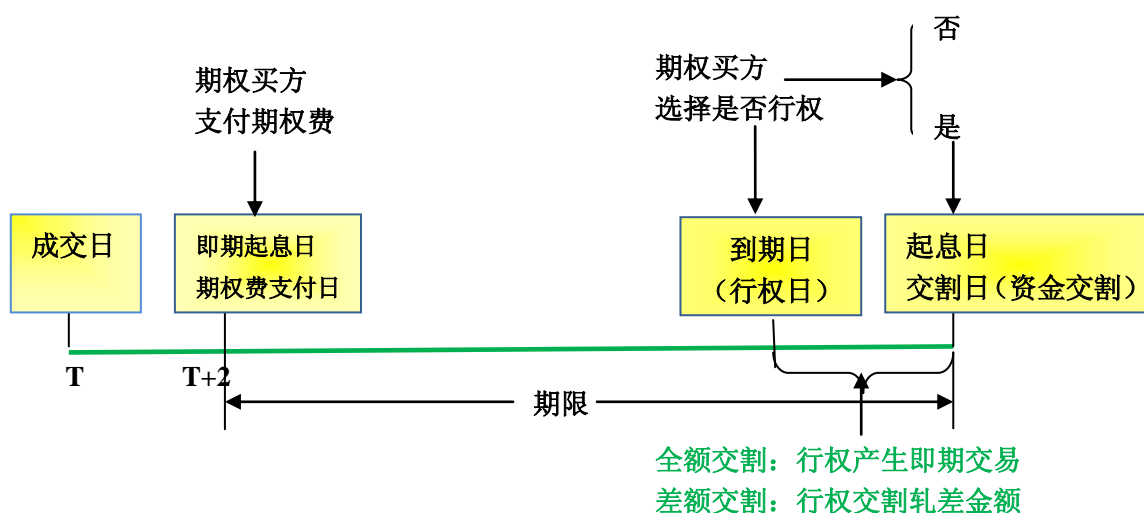 否
期权买方
支付期权费
期权买方
选择是否行权
是
成交日
即期起息日
期权费支付日
到期日
（行权日）
起息日
交割日（资金交割）
T
T+2
期限
全额交割：行权产生即期交易
差额交割：行权交割轧差金额